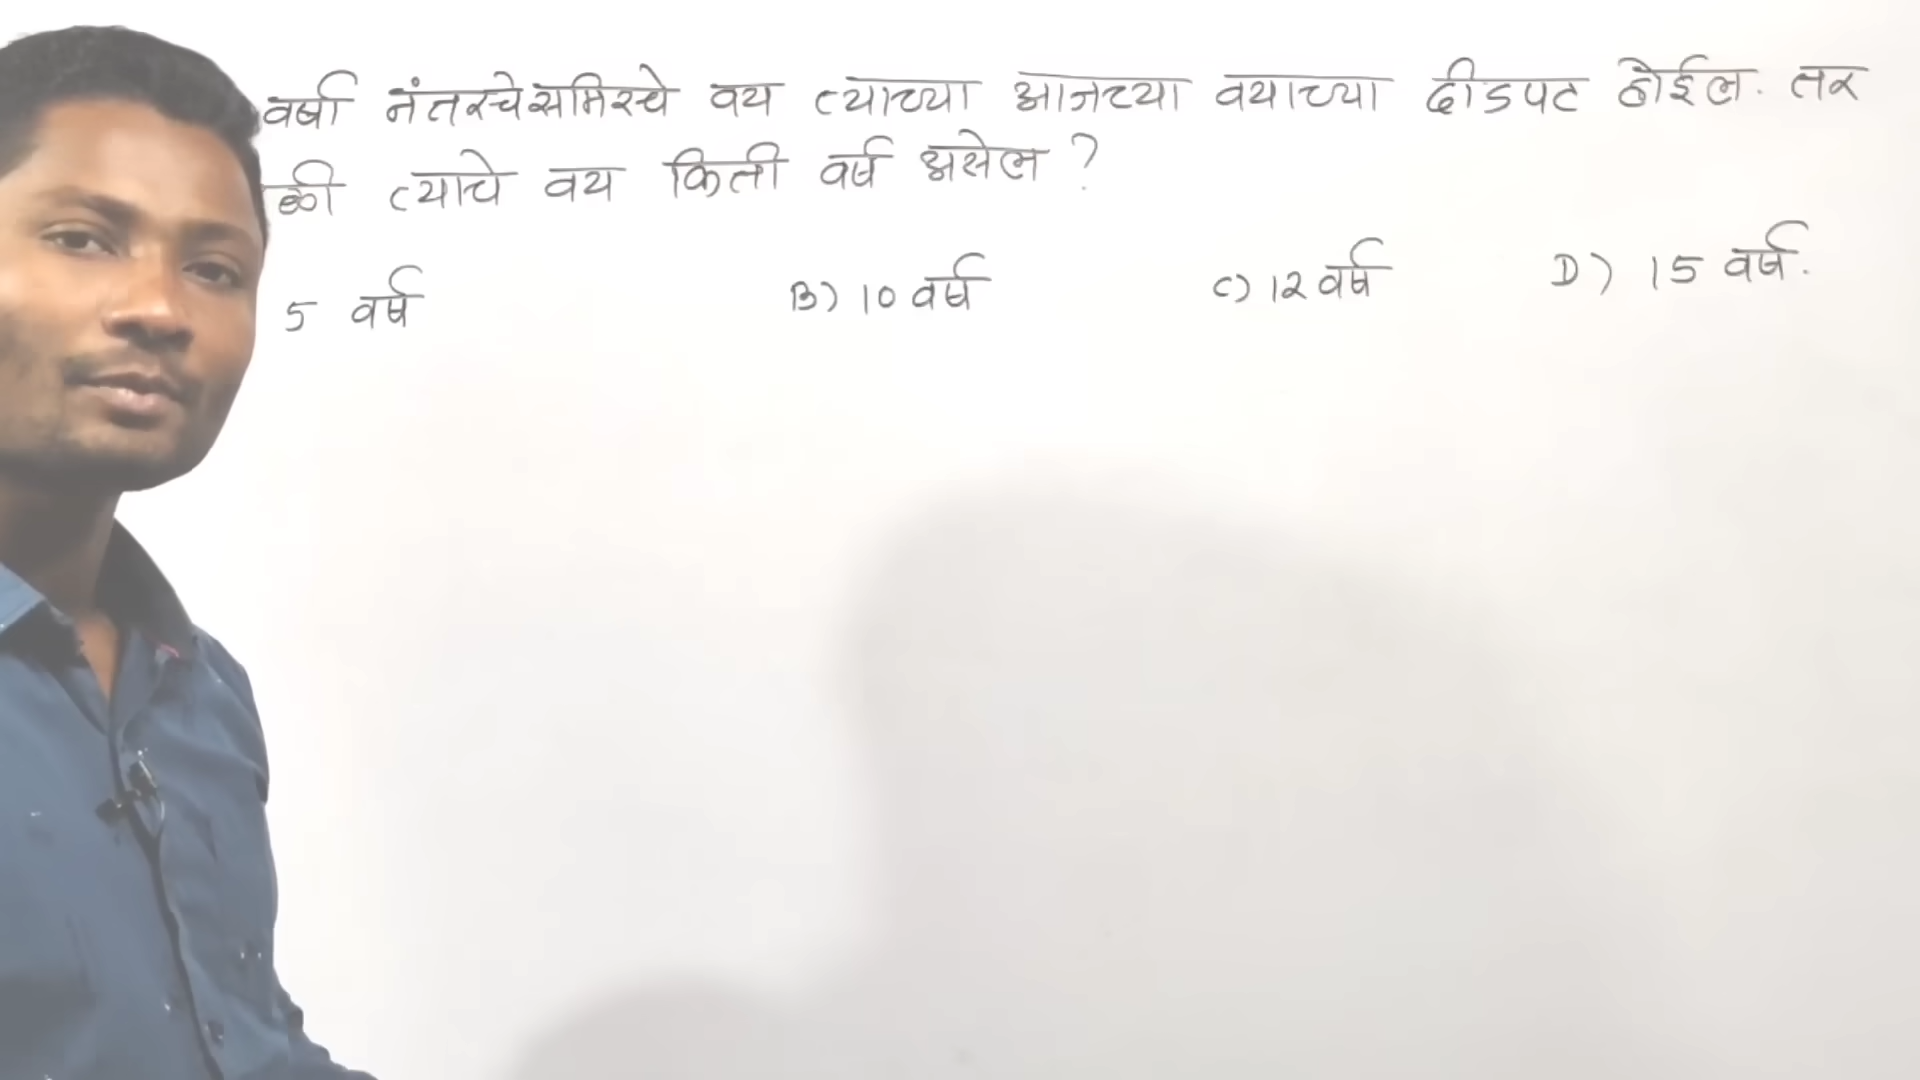 वर्षा नंतरचे समिरचे वय त्याच्या आजच्या वयाच्या दीडपट होईल. तर
त्याचे वय किती वर्ष असेल ?
5 वर्ष B) 10 वर्ष C) 12 वर्ष D) 15 वर्ष.